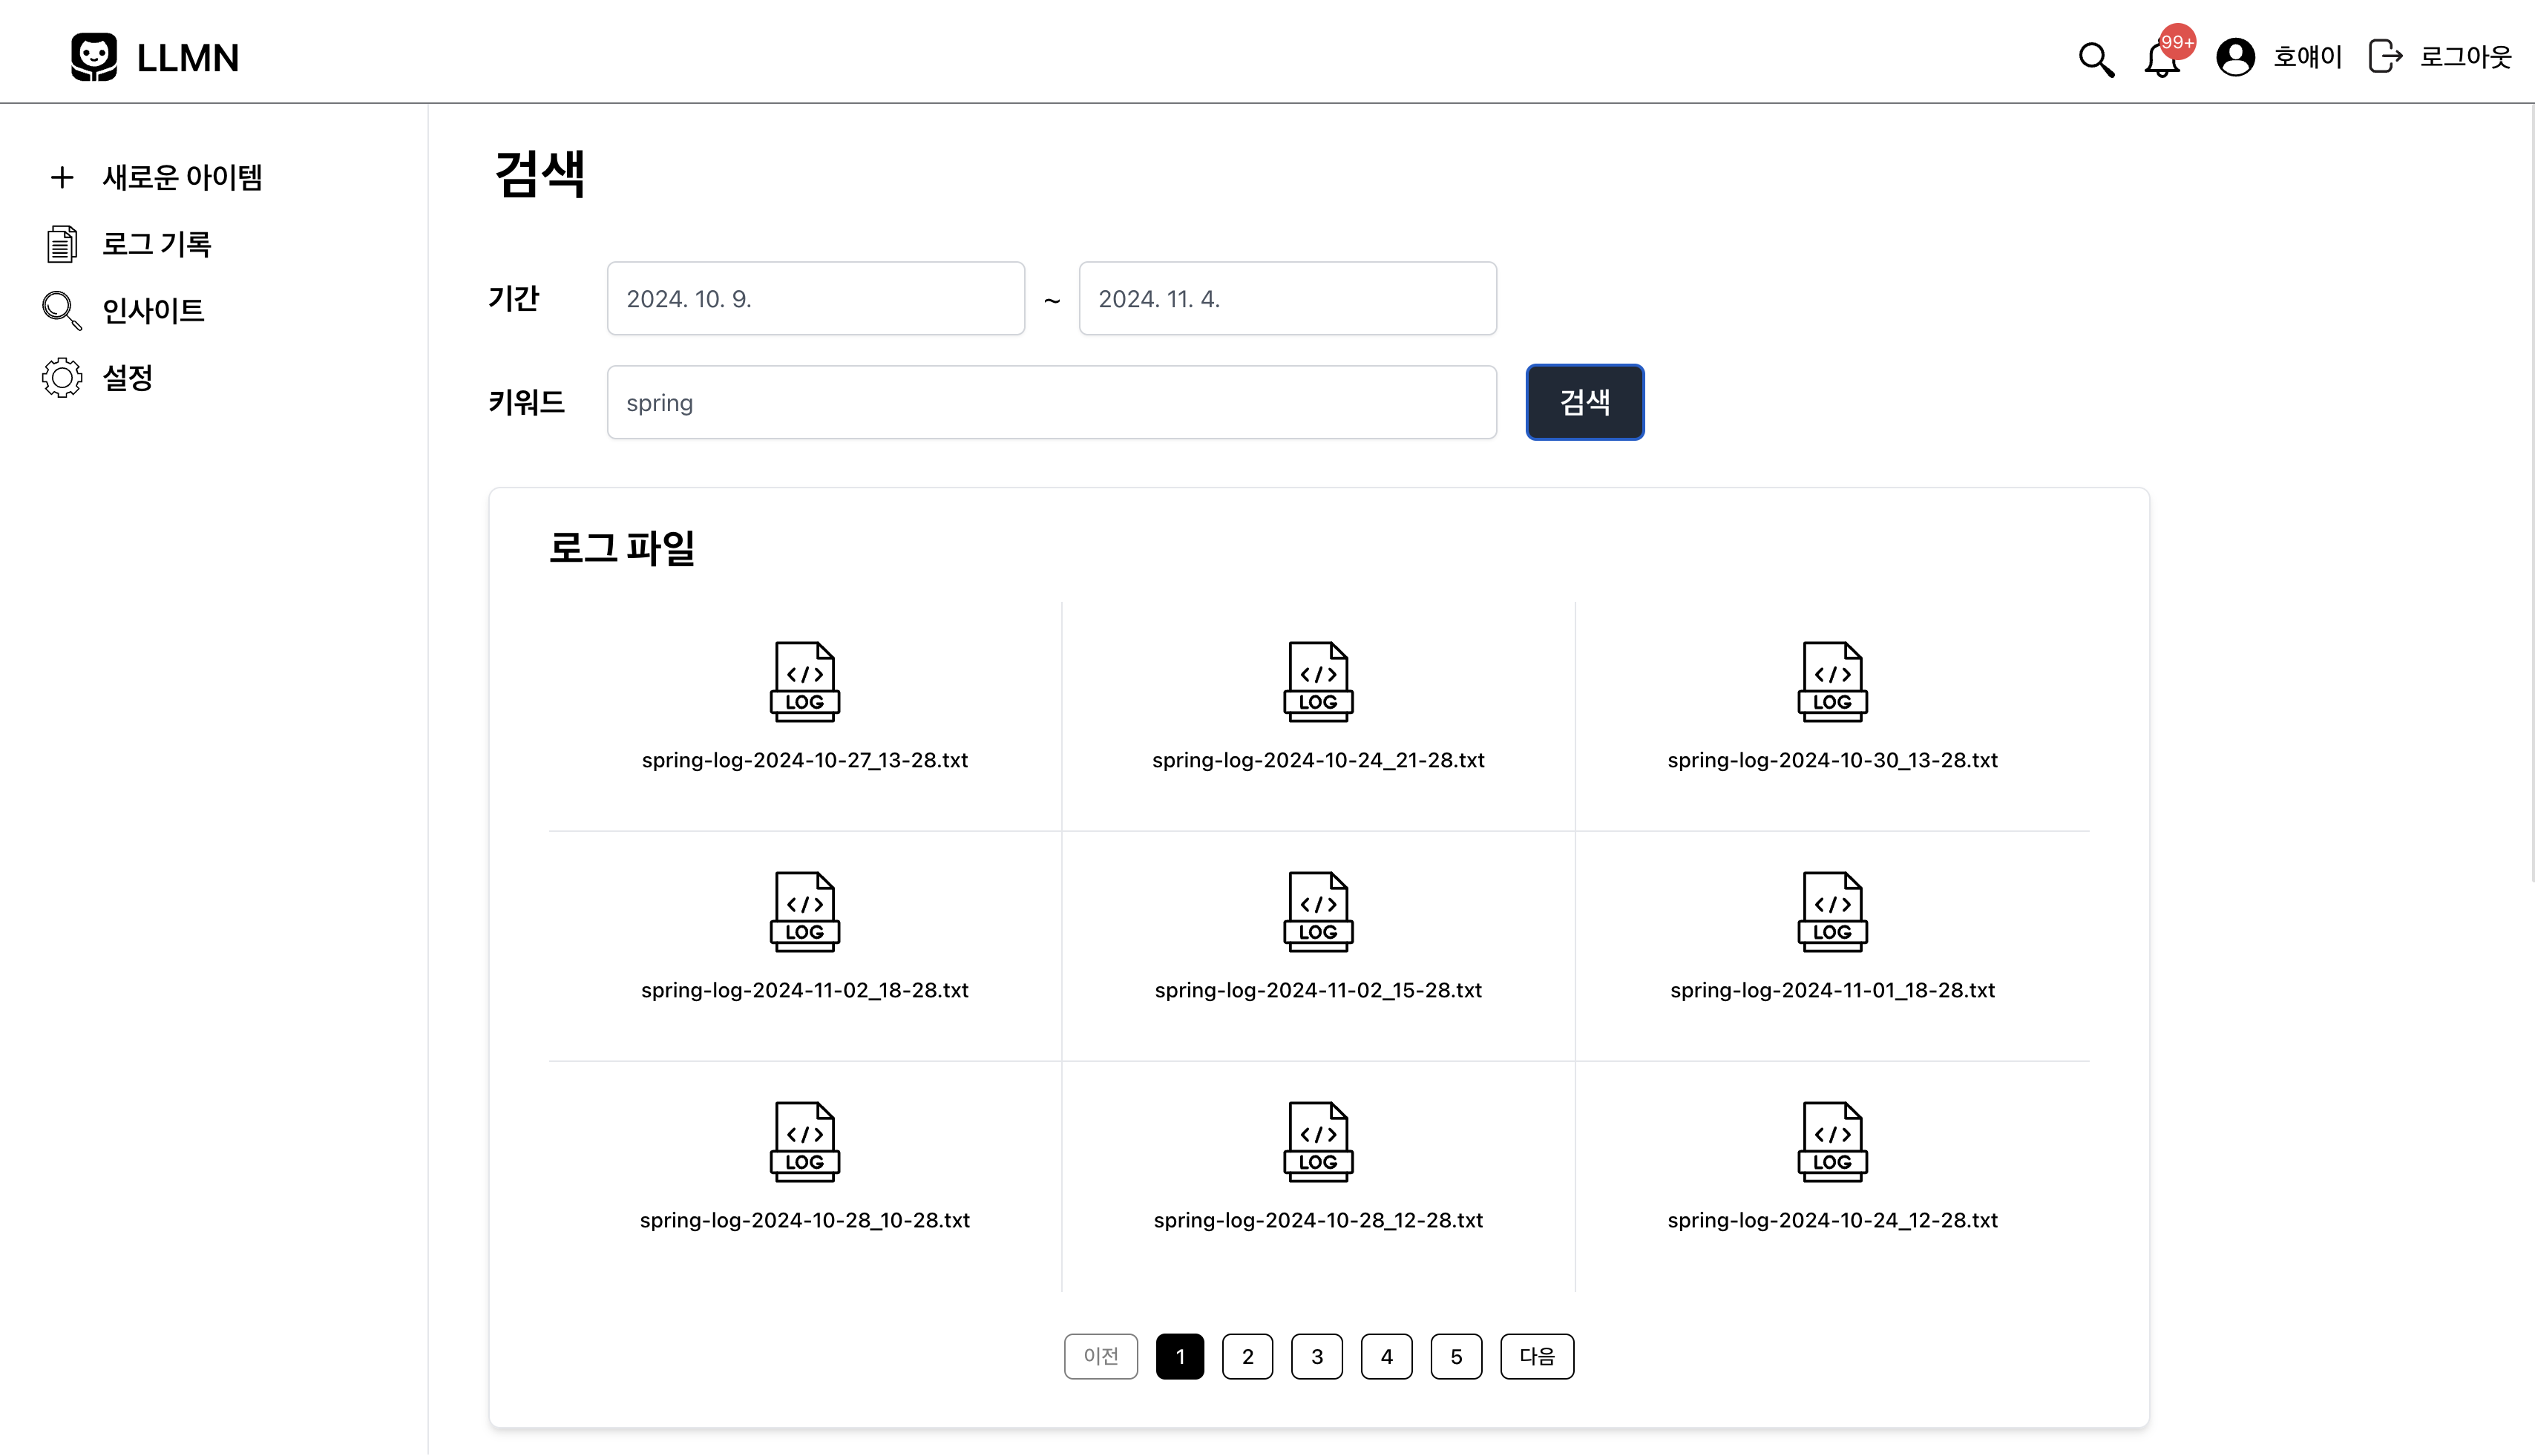 LLMN
99+
호얘이
로그아웃
새로운 아이템
로그 기록
인사이트
설정
검색
기간
2024. 10. 9.
~
2024. 11. 4.
키워드
spring
검색
로그 파일
LOG
LOG
LOG
spring-log-2024-10-27_13-28.txt
spring-log-2024-10-24_21-28.txt
spring-log-2024-10-30_13-28.txt
LOG
LOG
LOG
spring-log-2024-11-02_18-28.txt
spring-log-2024-11-02_15-28.txt
spring-log-2024-11-01_18-28.txt
LOG
LOG
LOG
spring-log-2024-10-28_10-28.txt
spring-log-2024-10-28_12-28.txt
spring-log-2024-10-24_12-28.txt
이전
1
2
3
4
5
다음